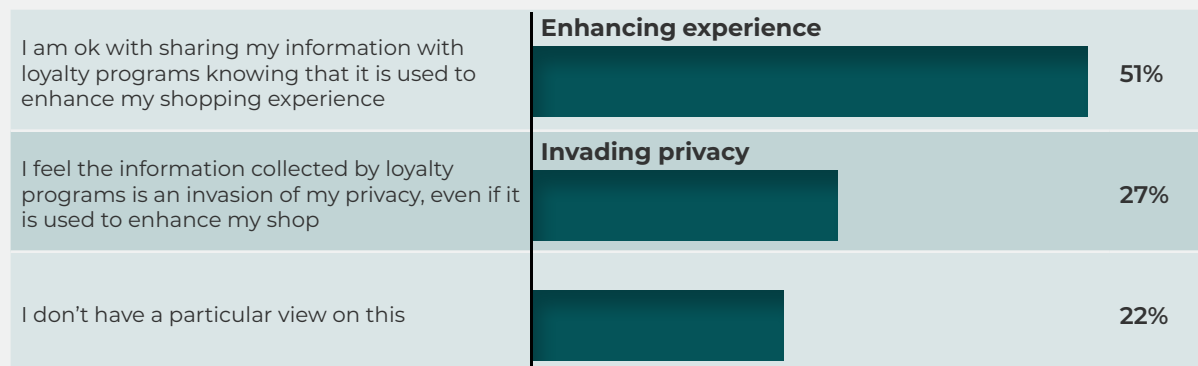 Enhancing experience
I am ok with sharing my information with
loyalty programs knowing that it is used to
enhance my shopping experience
51%
Invading privacy
I feel the information collected by loyalty
programs is an invasion of my privacy, even if it
is used to enhance my shop
27%
I don’t have a particular view on this
22%